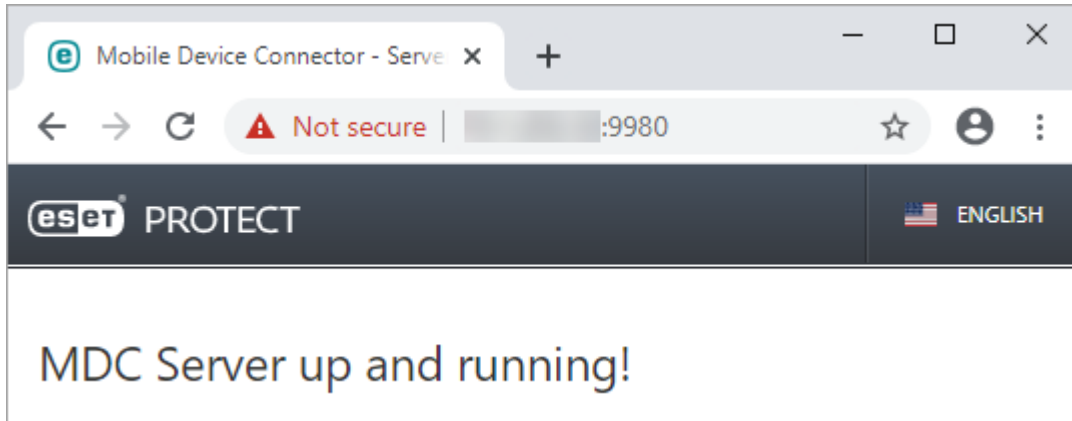 Mobile Device Connector - Serve
Not secure | :9980
eset PROTECT
ENGLISH
MDC Server up and running!